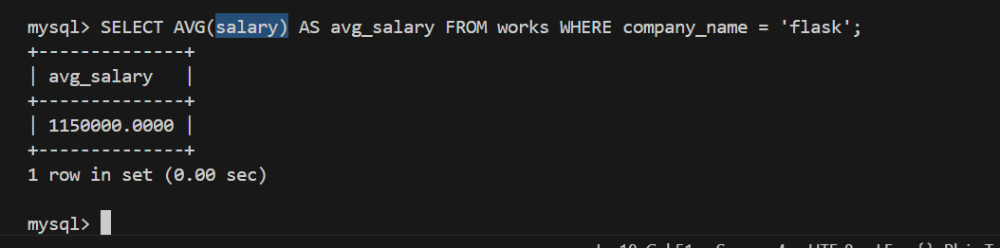 mysql> SELECT AVG(salary) AS avg_salary FROM works WHERE company_name = 'flask';
+--------------+
| avg_salary   |
+--------------+
| 1150000.0000 |
+--------------+
1 row in set (0.00 sec)
mysql>